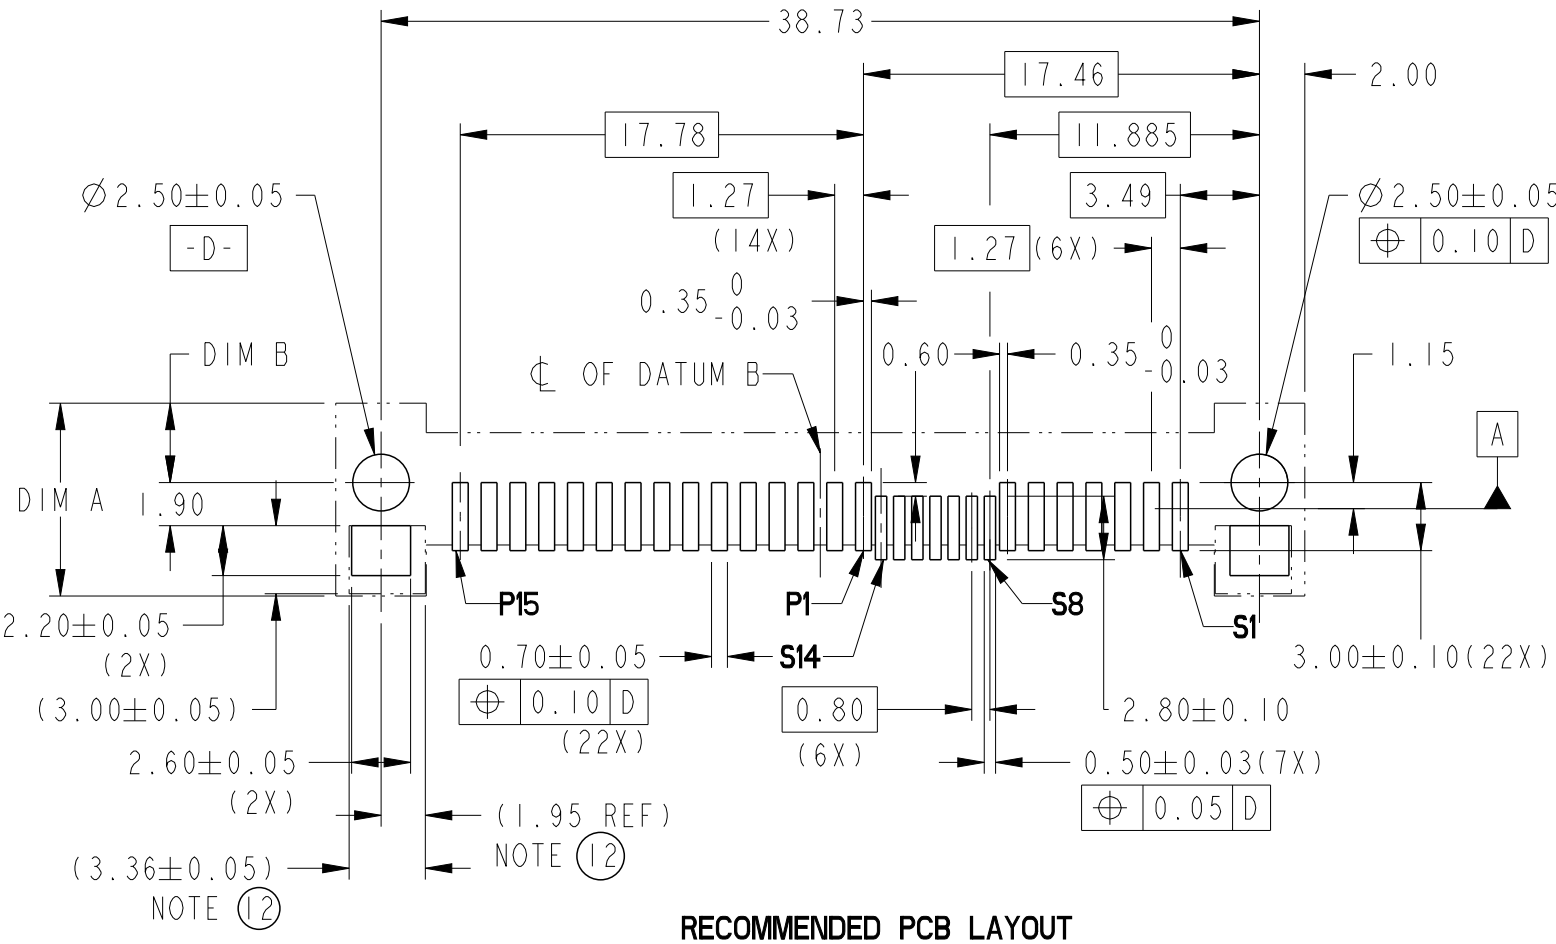 38.73
17.46
2.00
17.78
11.885
⌀2.50±0.05
1.27
3.49
⌀2.50±0.05
-D-
(14X)
1.27 (6X)
⌖ 0.10 D
0.35 0 -0.03
DIM B
℄ OF DATUM B
0.60
0.35 0 -0.03
1.15
A
DIM A
1.90
P15
P1
S8
S1
2.20±0.05
(2X)
0.70±0.05
S14
3.00±0.10(22X)
(3.00±0.05)
⌖ 0.10 D
(22X)
0.80
(6X)
2.80±0.10
2.60±0.05
(2X)
0.50±0.03(7X)
⌖ 0.05 D
(1.95 REF)
NOTE 12
(3.36±0.05)
NOTE 12
RECOMMENDED PCB LAYOUT